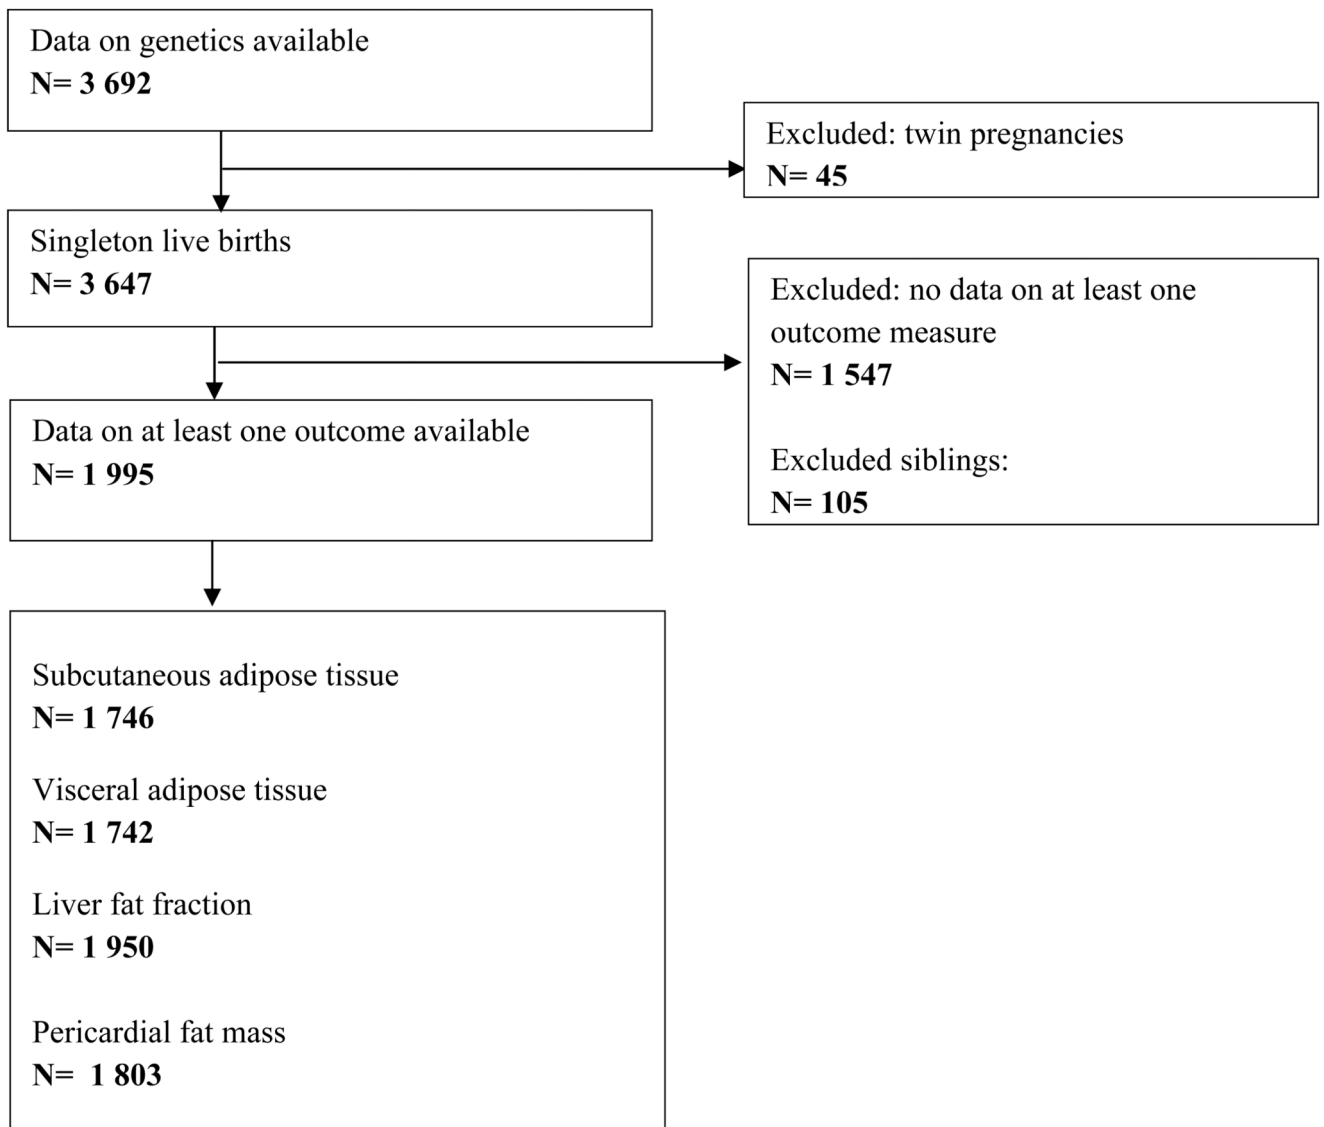 Data on genetics available
N= 3 692
Excluded: twin pregnancies
N= 45
Singleton live births
N= 3 647
Excluded: no data on at least one
outcome measure
N= 1 547
Excluded siblings:
N= 105
Data on at least one outcome available
N= 1 995
Subcutaneous adipose tissue
N= 1 746
Visceral adipose tissue
N= 1 742
Liver fat fraction
N= 1 950
Pericardial fat mass
N=  1 803